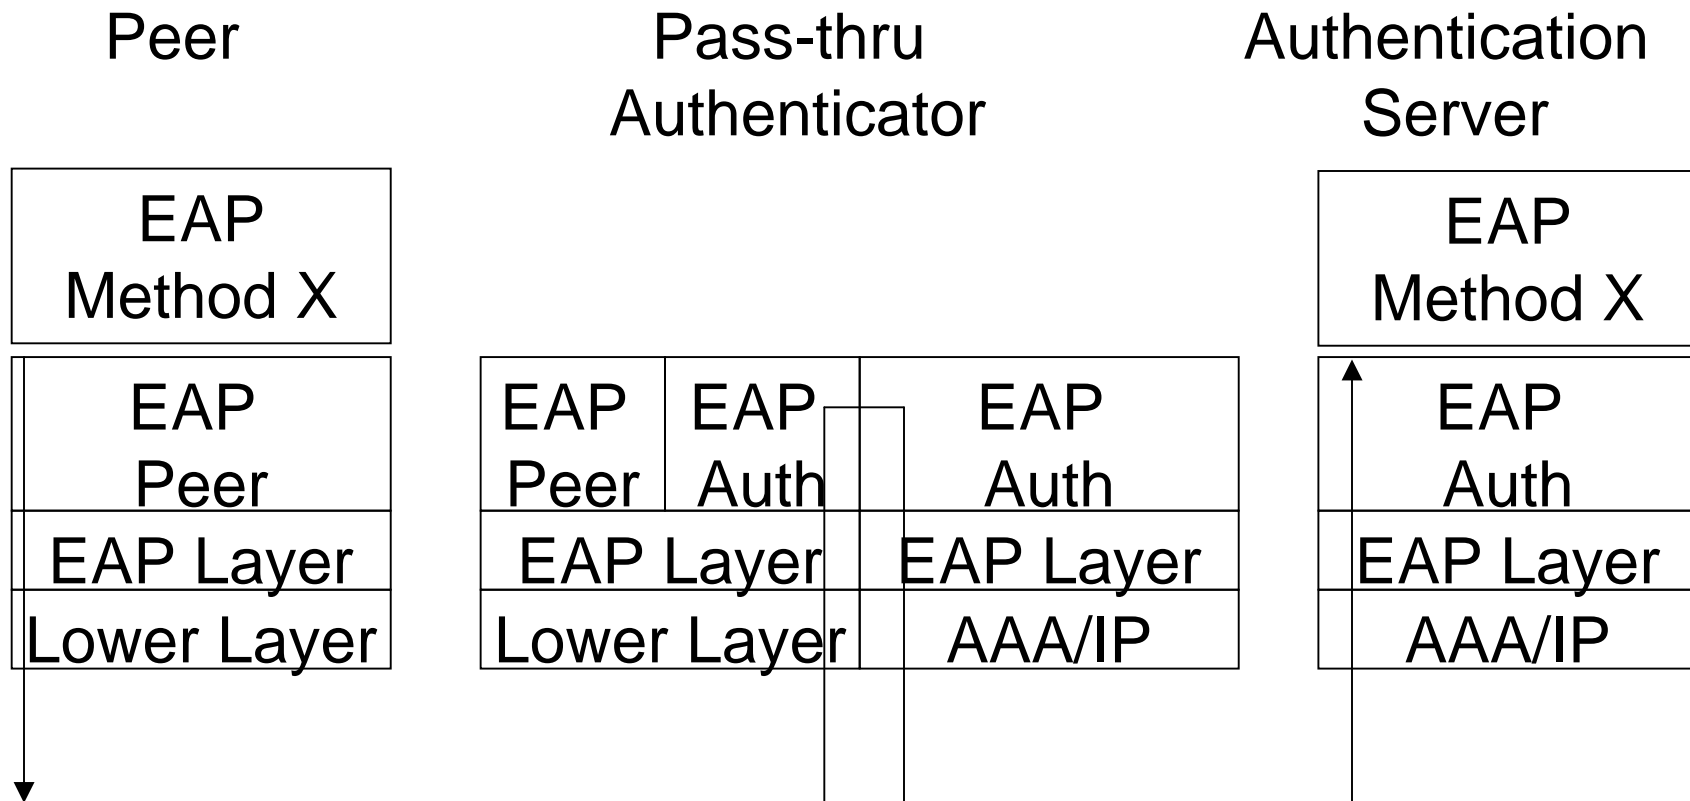 Peer
Pass-thru
Authenticator
Authentication
Server
EAP
Method X
EAP
Peer
EAP Layer
Lower Layer
EAP
Peer
EAP
Auth
EAP Layer
Lower Layer
EAP
Auth
EAP Layer
AAA/IP
EAP
Method X
EAP
Auth
EAP Layer
AAA/IP